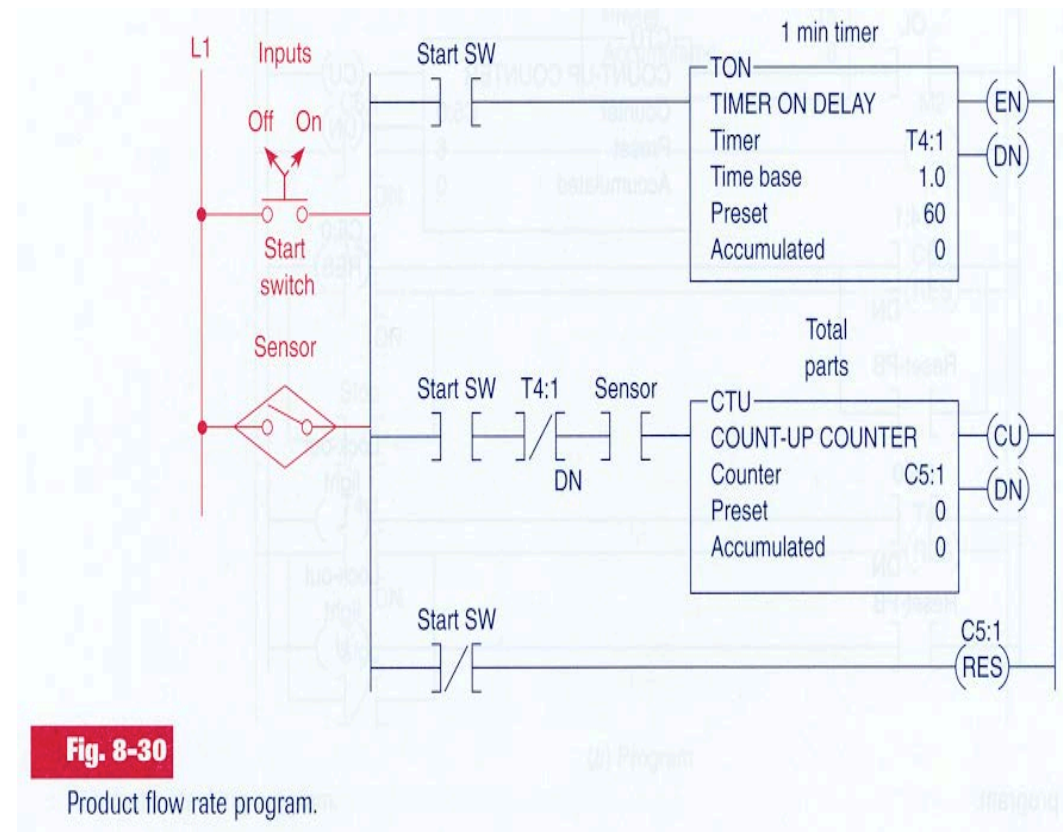 L1
Inputs
Off On
Start
switch
Sensor
Start SW
1 min timer
TON
TIMER ON DELAY
Timer T4:1
Time base 1.0
Preset 60
Accumulated 0
EN
DN
Start SW T4:1 Sensor
DN
Total
parts
CTU
COUNT-UP COUNTER
Counter C5:1
Preset 0
Accumulated 0
CU
DN
Start SW
C5:1
RES
Fig. 8-30
Product flow rate program.